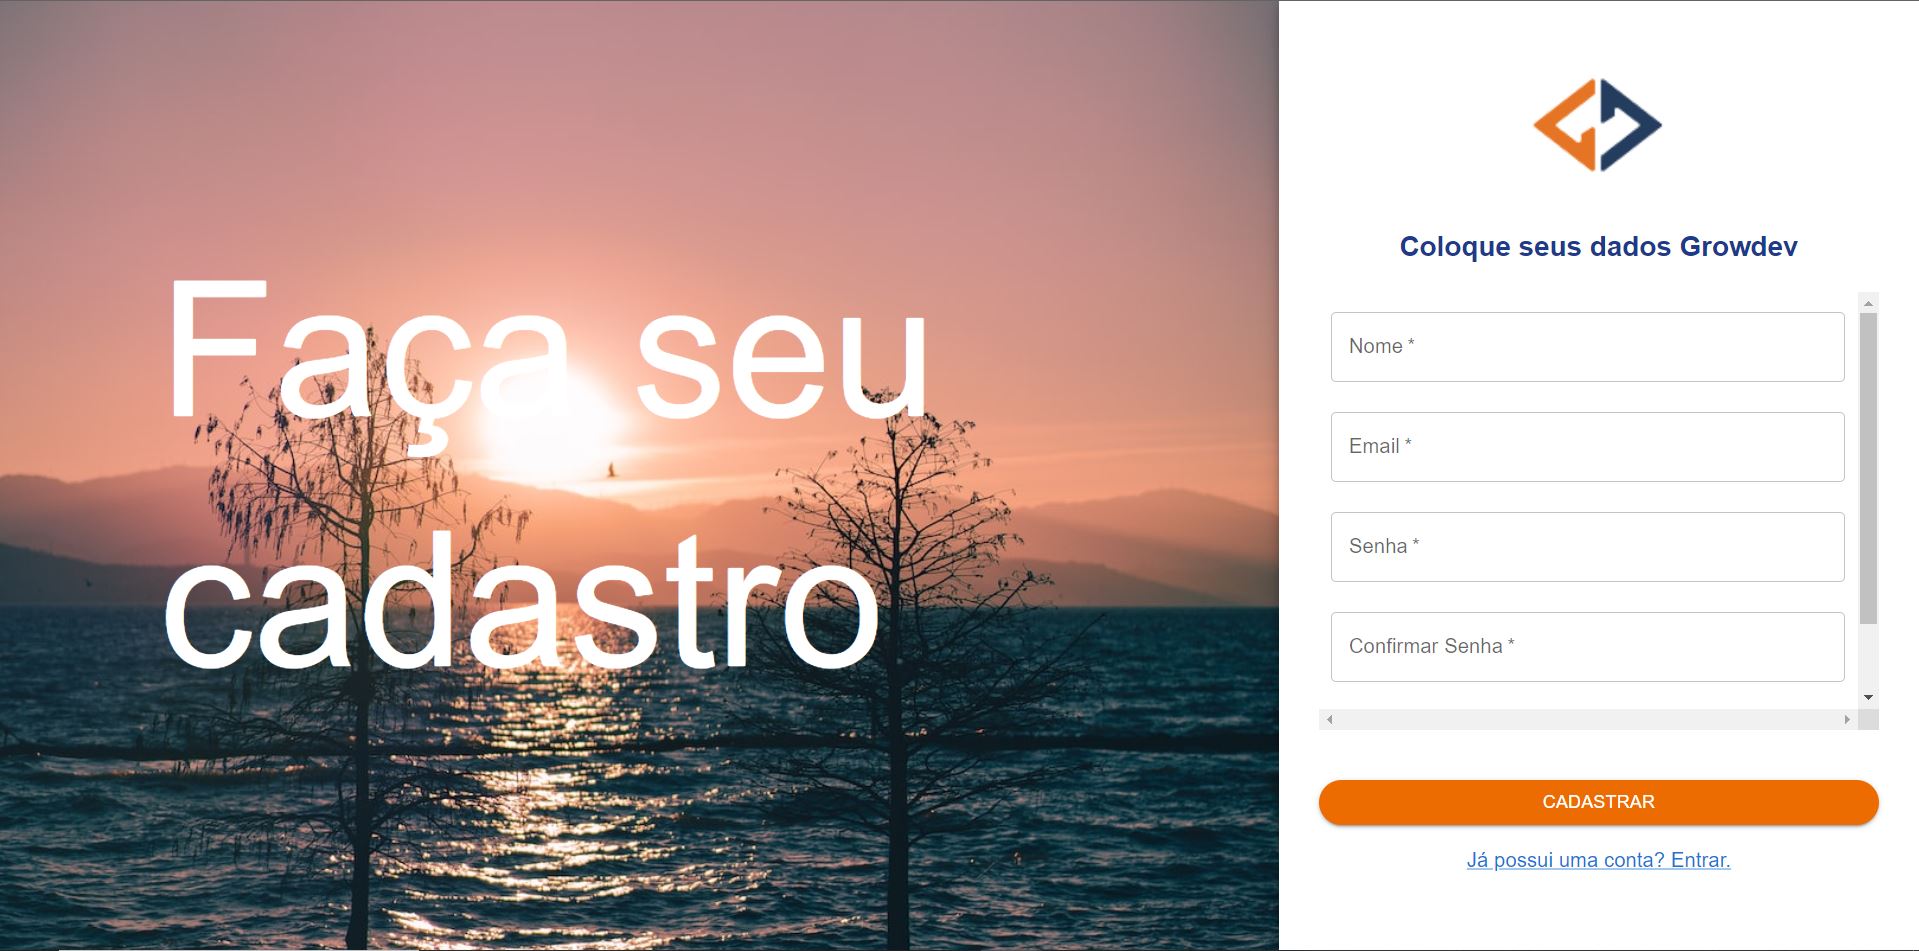 Faça seu
cadastro
Coloque seus dados Growdev
Nome *
Email *
Senha *
Confirmar Senha *
CADASTRAR
Já possui uma conta? Entrar.